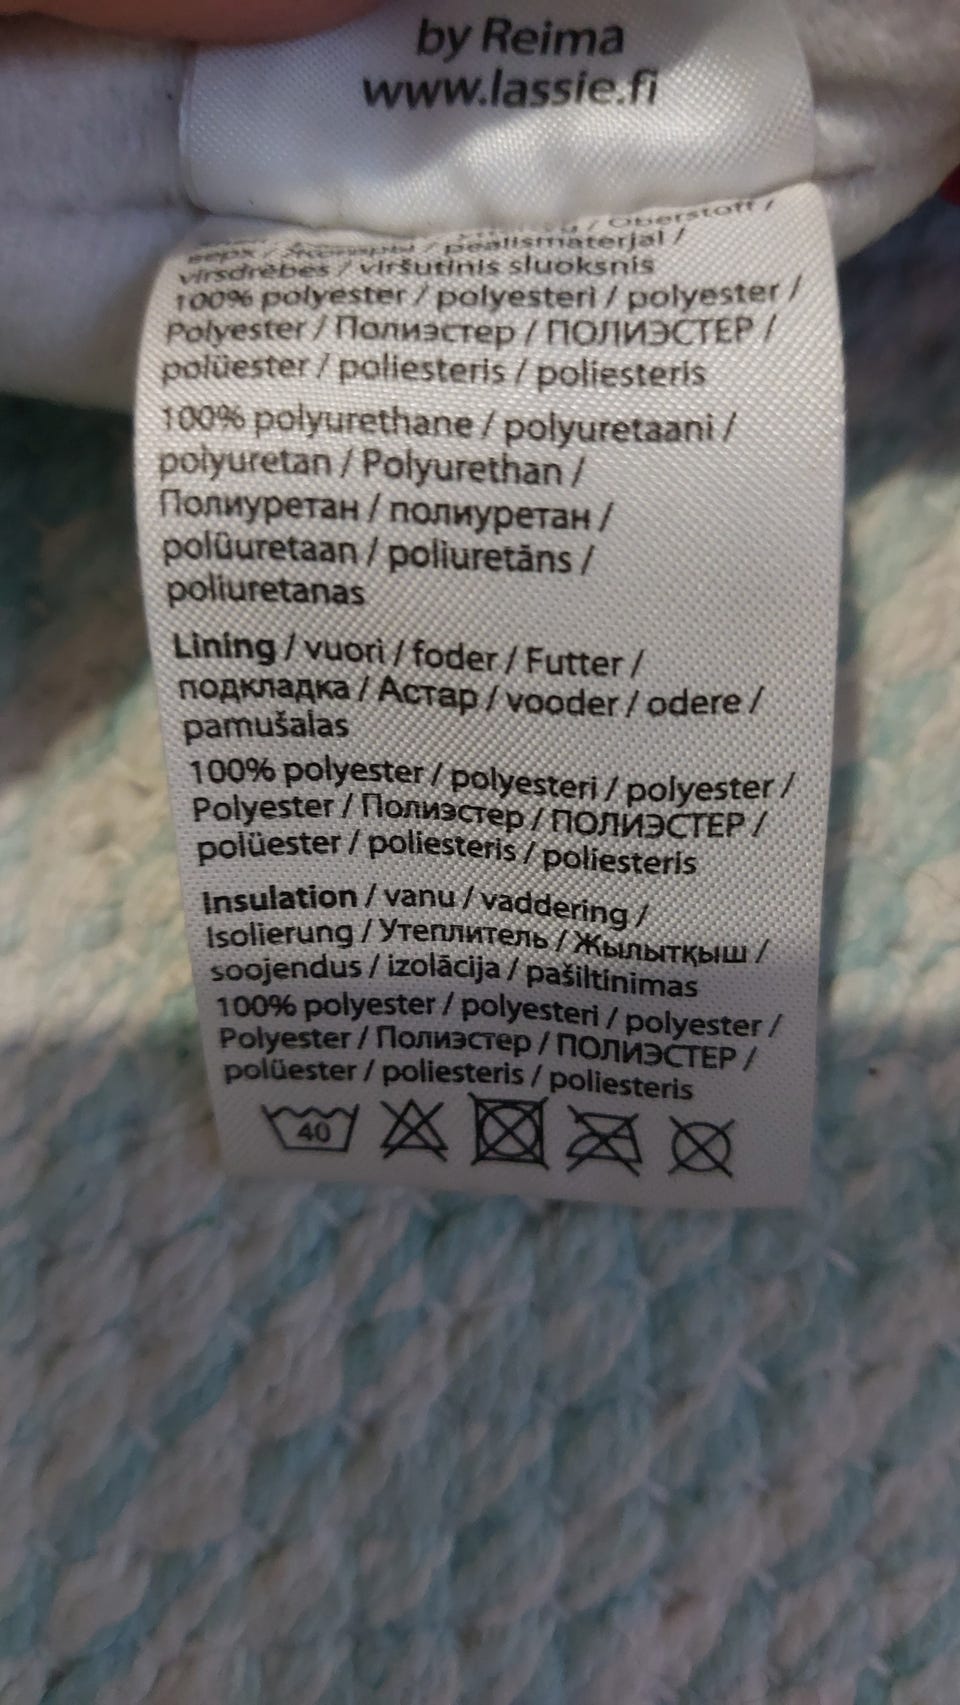 by Reima
www.lassie.fi
/ Oberstoff /
pealismaterjal /
virsdrēbes / viršutinis sluoksnis
100% polyester / polyesteri / polyester /
Polyester / Полиэстер / ПОЛИЭСТЕР /
polüester / poliesteris / poliesteris
100% polyurethane / polyuretaani /
polyuretan / Polyurethan /
Полиуретан / полиуретан /
polüuretaan / poliuretāns /
poliuretanas
Lining / vuori / foder / Futter /
подкладка / Астар / vooder / odere /
pamušalas
100% polyester / polyesteri / polyester /
Polyester / Полиэстер / ПОЛИЭСТЕР /
polüester / poliesteris / poliesteris
Insulation / vanu / vaddering /
Isolierung / Утеплитель / Жылытқыш /
soojendus / izolācija / pašiltinimas
100% polyester / polyesteri / polyester /
Polyester / Полиэстер / ПОЛИЭСТЕР /
polüester / poliesteris / poliesteris
40